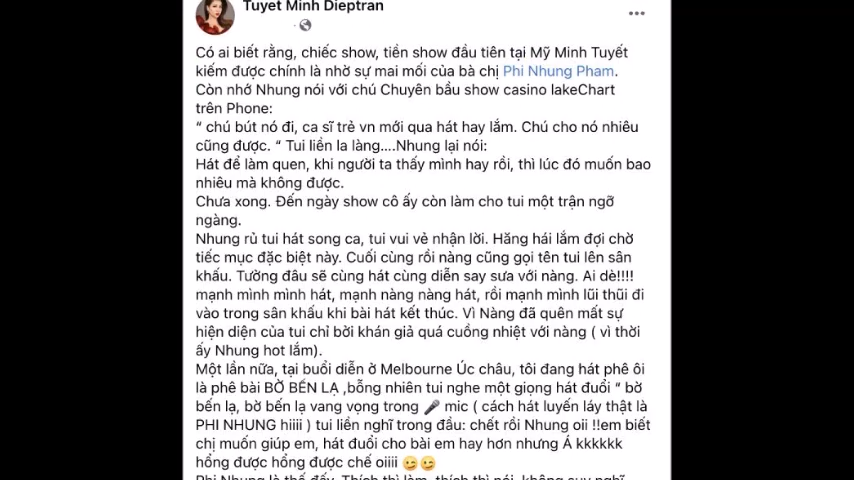 Tuyet Minh Dieptran
Có ai biết rằng, chiếc show, tiền show đầu tiên tại Mỹ Minh Tuyết
kiếm được chính là nhờ sự mai mối của bà chị Phi Nhung Pham.
Còn nhớ Nhung nói với chú Chuyên bầu show casino lakeChart
trên Phone:
“ chú bút nó đi, ca sĩ trẻ vn mới qua hát hay lắm. Chú cho nó nhiêu
cũng được. “ Tui liền la làng....Nhung lại nói:
Hát để làm quen, khi người ta thấy mình hay rồi, thì lúc đó muốn bao
nhiêu mà không được.
Chưa xong. Đến ngày show cô ấy còn làm cho tui một trận ngỡ
ngàng.
Nhung rủ tui hát song ca, tui vui vẻ nhận lời. Hăng hái lắm đợi chờ
tiếc mục đặc biệt này. Cuối cùng rồi nàng cũng gọi tên tui lên sân
khấu. Tưởng đâu sẽ cùng hát cùng diễn say sưa với nàng. Ai dè!!!!
mạnh mình mình hát, mạnh nàng nàng hát, rồi mạnh mình lũi thũi đi
vào trong sân khấu khi bài hát kết thúc. Vì Nàng đã quên mất sự
hiện diện của tui chỉ bởi khán giả quá cuồng nhiệt với nàng ( vì thời
ấy Nhung hot lắm).
Một lần nữa, tại buổi diễn ở Melbourne Úc châu, tôi đang hát phê ôi
là phê bài BỜ BẾN LẠ ,bỗng nhiên tui nghe một giọng hát đuổi “ bờ
bến lạ, bờ bến lạ vang vọng trong 🎤 mic ( cách hát luyến láy thật là
PHI NHUNG hiiii ) tui liền nghĩ trong đầu: chết rồi Nhung oii !!em biết
chị muốn giúp em, hát đuổi cho bài em hay hơn nhưng Á kkkkkk
hổng được hổng được chế oiiii 😜😜
Phi Nhung là thế đấy. Thích thì làm, thích thì nói, không suy nghĩ